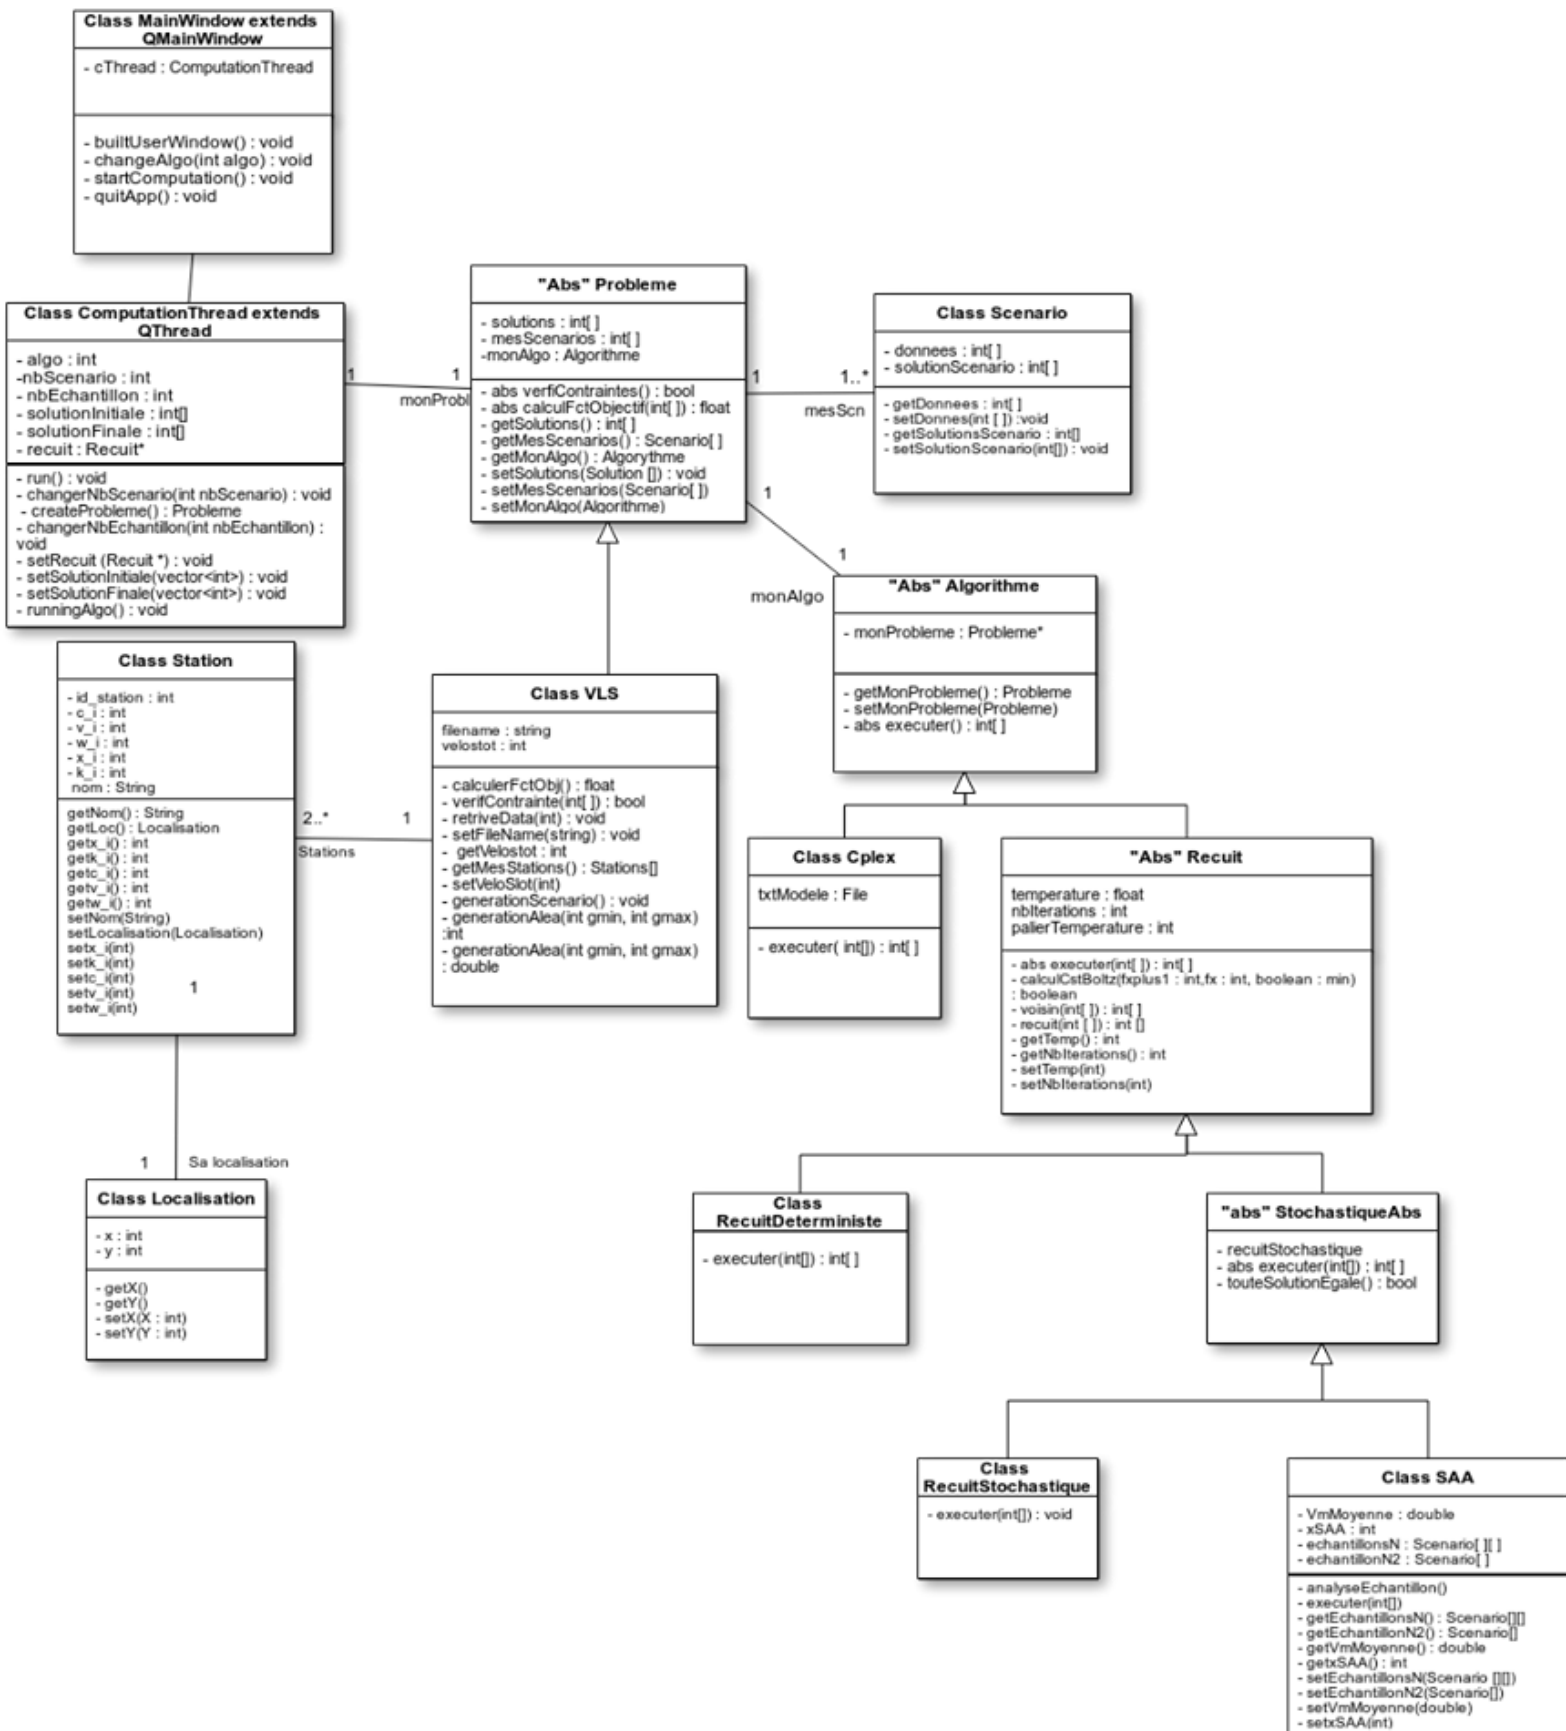 Class MainWindow extends
QMainWindow
- cThread : ComputationThread
- builtUserWindow() : void
- changeAlgo(int algo) : void
- startComputation() : void
- quitApp() : void
Class ComputationThread extends
QThread
- algo : int
-nbScenario : int
- nbEchantillon : int
- solutionInitiale : int[]
- solutionFinale : int[]
- recuit : Recuit*
- run() : void
- changerNbScenario(int nbScenario) : void
- createProbleme() : Probleme
- changerNbEchantillon(int nbEchantillon) :
void
- setRecuit (Recuit *) : void
- setSolutionInitiale(vector<int>) : void
- setSolutionFinale(vector<int>) : void
- runningAlgo() : void
1
1
monProbl
"Abs" Probleme
- solutions : int[ ]
- mesScenarios : int[ ]
-monAlgo : Algorithme
- abs verfiContraintes() : bool
- abs calculFctObjectif(int[ ]) : float
- getSolutions() : int[ ]
- getMesScenarios() : Scenario[ ]
- getMonAlgo() : Algorythme
- setSolutions(Solution []) : void
- setMesScenarios(Scenario[ ])
- setMonAlgo(Algorithme)
1
1..*
mesScn
Class Scenario
- donnees : int[ ]
- solutionScenario : int[ ]
- getDonnees : int[ ]
- setDonnes(int [ ]) :void
- getSolutionsScenario : int[]
- setSolutionScenario(int[]) : void
1
1
monAlgo
"Abs" Algorithme
- monProbleme : Probleme*
- getMonProbleme() : Probleme
- setMonProbleme(Probleme)
- abs executer() : int[ ]
Class Station
- id_station : int
- c_i : int
- v_i : int
- w_i : int
- x_i : int
- k_i : int
nom : String
getNom() : String
getLoc() : Localisation
getx_i() : int
getk_i() : int
getc_i() : int
getv_i() : int
getw_i() : int
setNom(String)
setLocalisation(Localisation)
setx_i(int)
setk_i(int)
setc_i(int)
setv_i(int)
setw_i(int)
1
2..*
1
Stations
Class VLS
filename : string
velostot : int
- calculerFctObj() : float
- verifContrainte(int[ ]) : bool
- retriveData(int) : void
- setFileName(string) : void
- getVelostot : int
- getMesStations() : Stations[]
- setVeloSlot(int)
- generationScenario() : void
- generationAlea(int gmin, int gmax)
:int
- generationAlea(int gmin, int gmax)
: double
Class Cplex
txtModele : File
- executer( int[]) : int[ ]
"Abs" Recuit
temperature : float
nbIterations : int
palierTemperature : int
- abs executer(int[ ]) : int[ ]
- calculCstBoltz(fxplus1 : int,fx : int, boolean : min)
: boolean
- voisin(int[ ]) : int[ ]
- recuit(int [ ]) : int []
- getTemp() : int
- getNbIterations() : int
- setTemp(int)
- setNbIterations(int)
1
Sa localisation
Class Localisation
- x : int
- y : int
- getX()
- getY()
- setX(X : int)
- setY(Y : int)
Class
RecuitDeterministe
- executer(int[]) : int[ ]
"abs" StochastiqueAbs
- recuitStochastique
- abs executer(int[]) : int[ ]
- touteSolutionEgale() : bool
Class
RecuitStochastique
- executer(int[]) : void
Class SAA
- VmMoyenne : double
- xSAA : int
- echantillonsN : Scenario[ ][ ]
- echantillonN2 : Scenario[ ]
- analyseEchantillon()
- executer(int[])
- getEchantillonsN() : Scenario[][]
- getEchantillonN2() : Scenario[]
- getVmMoyenne() : double
- getxSAA() : int
- setEchantillonsN(Scenario [][])
- setEchantillonN2(Scenario[])
- setVmMoyenne(double)
- setxSAA(int)